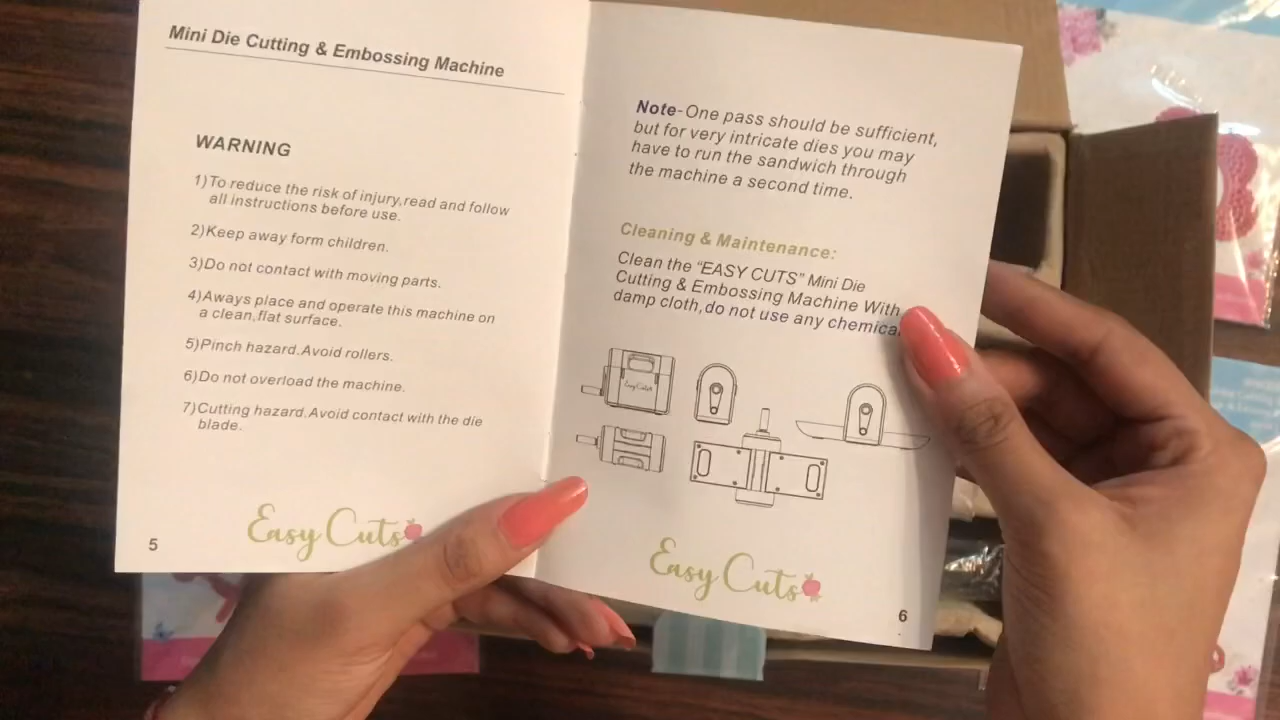 Mini Die Cutting & Embossing Machine
WARNING
1)To reduce the risk of injury,read and follow
all instructions before use.
2)Keep away form children.
3)Do not contact with moving parts.
4)Aways place and operate this machine on
a clean,flat surface.
5)Pinch hazard.Avoid rollers.
6)Do not overload the machine.
7)Cutting hazard.Avoid contact with the die
blade.
Easy Cuts
5
Note-One pass should be sufficient,
but for very intricate dies you may
have to run the sandwich through
the machine a second time.
Cleaning & Maintenance:
Clean the “EASY CUTS” Mini Die
Cutting & Embossing Machine With
damp cloth,do not use any chemical
EasyCuts
Easy Cuts
6